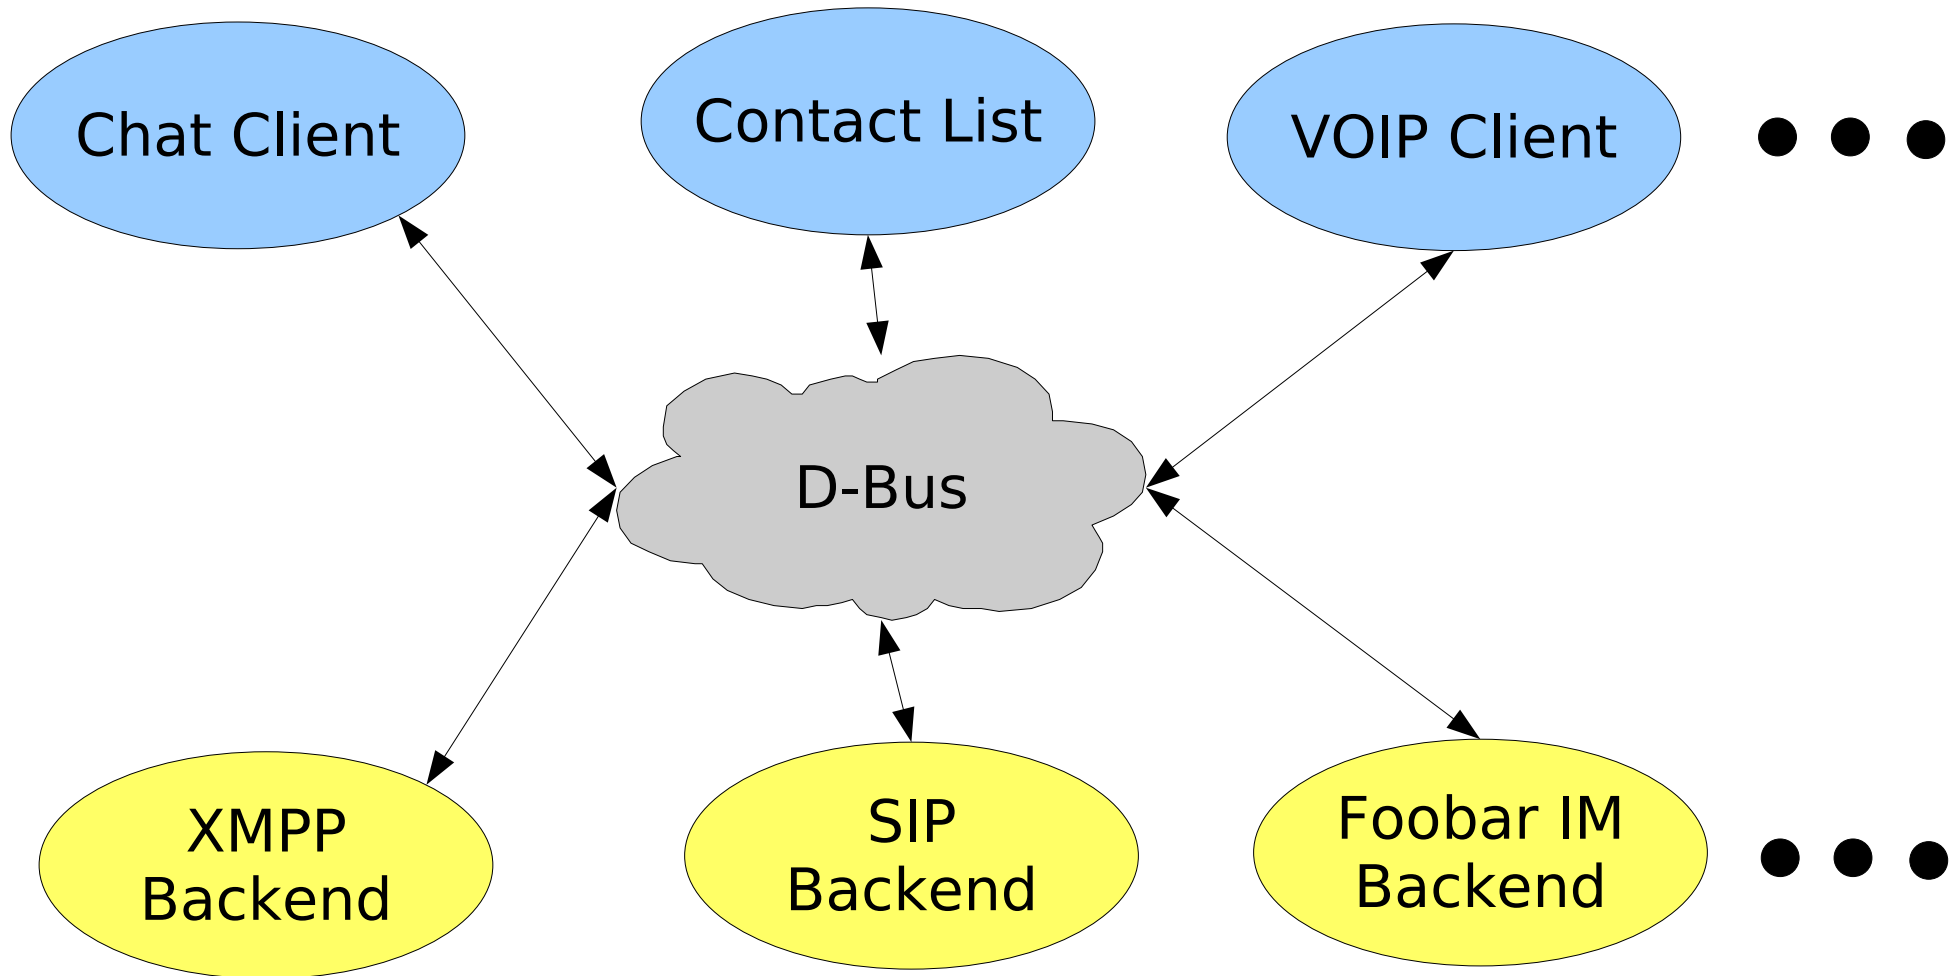 Chat Client
Contact List
VOIP Client
D-Bus
XMPP
Backend
SIP
Backend
Foobar IM
Backend